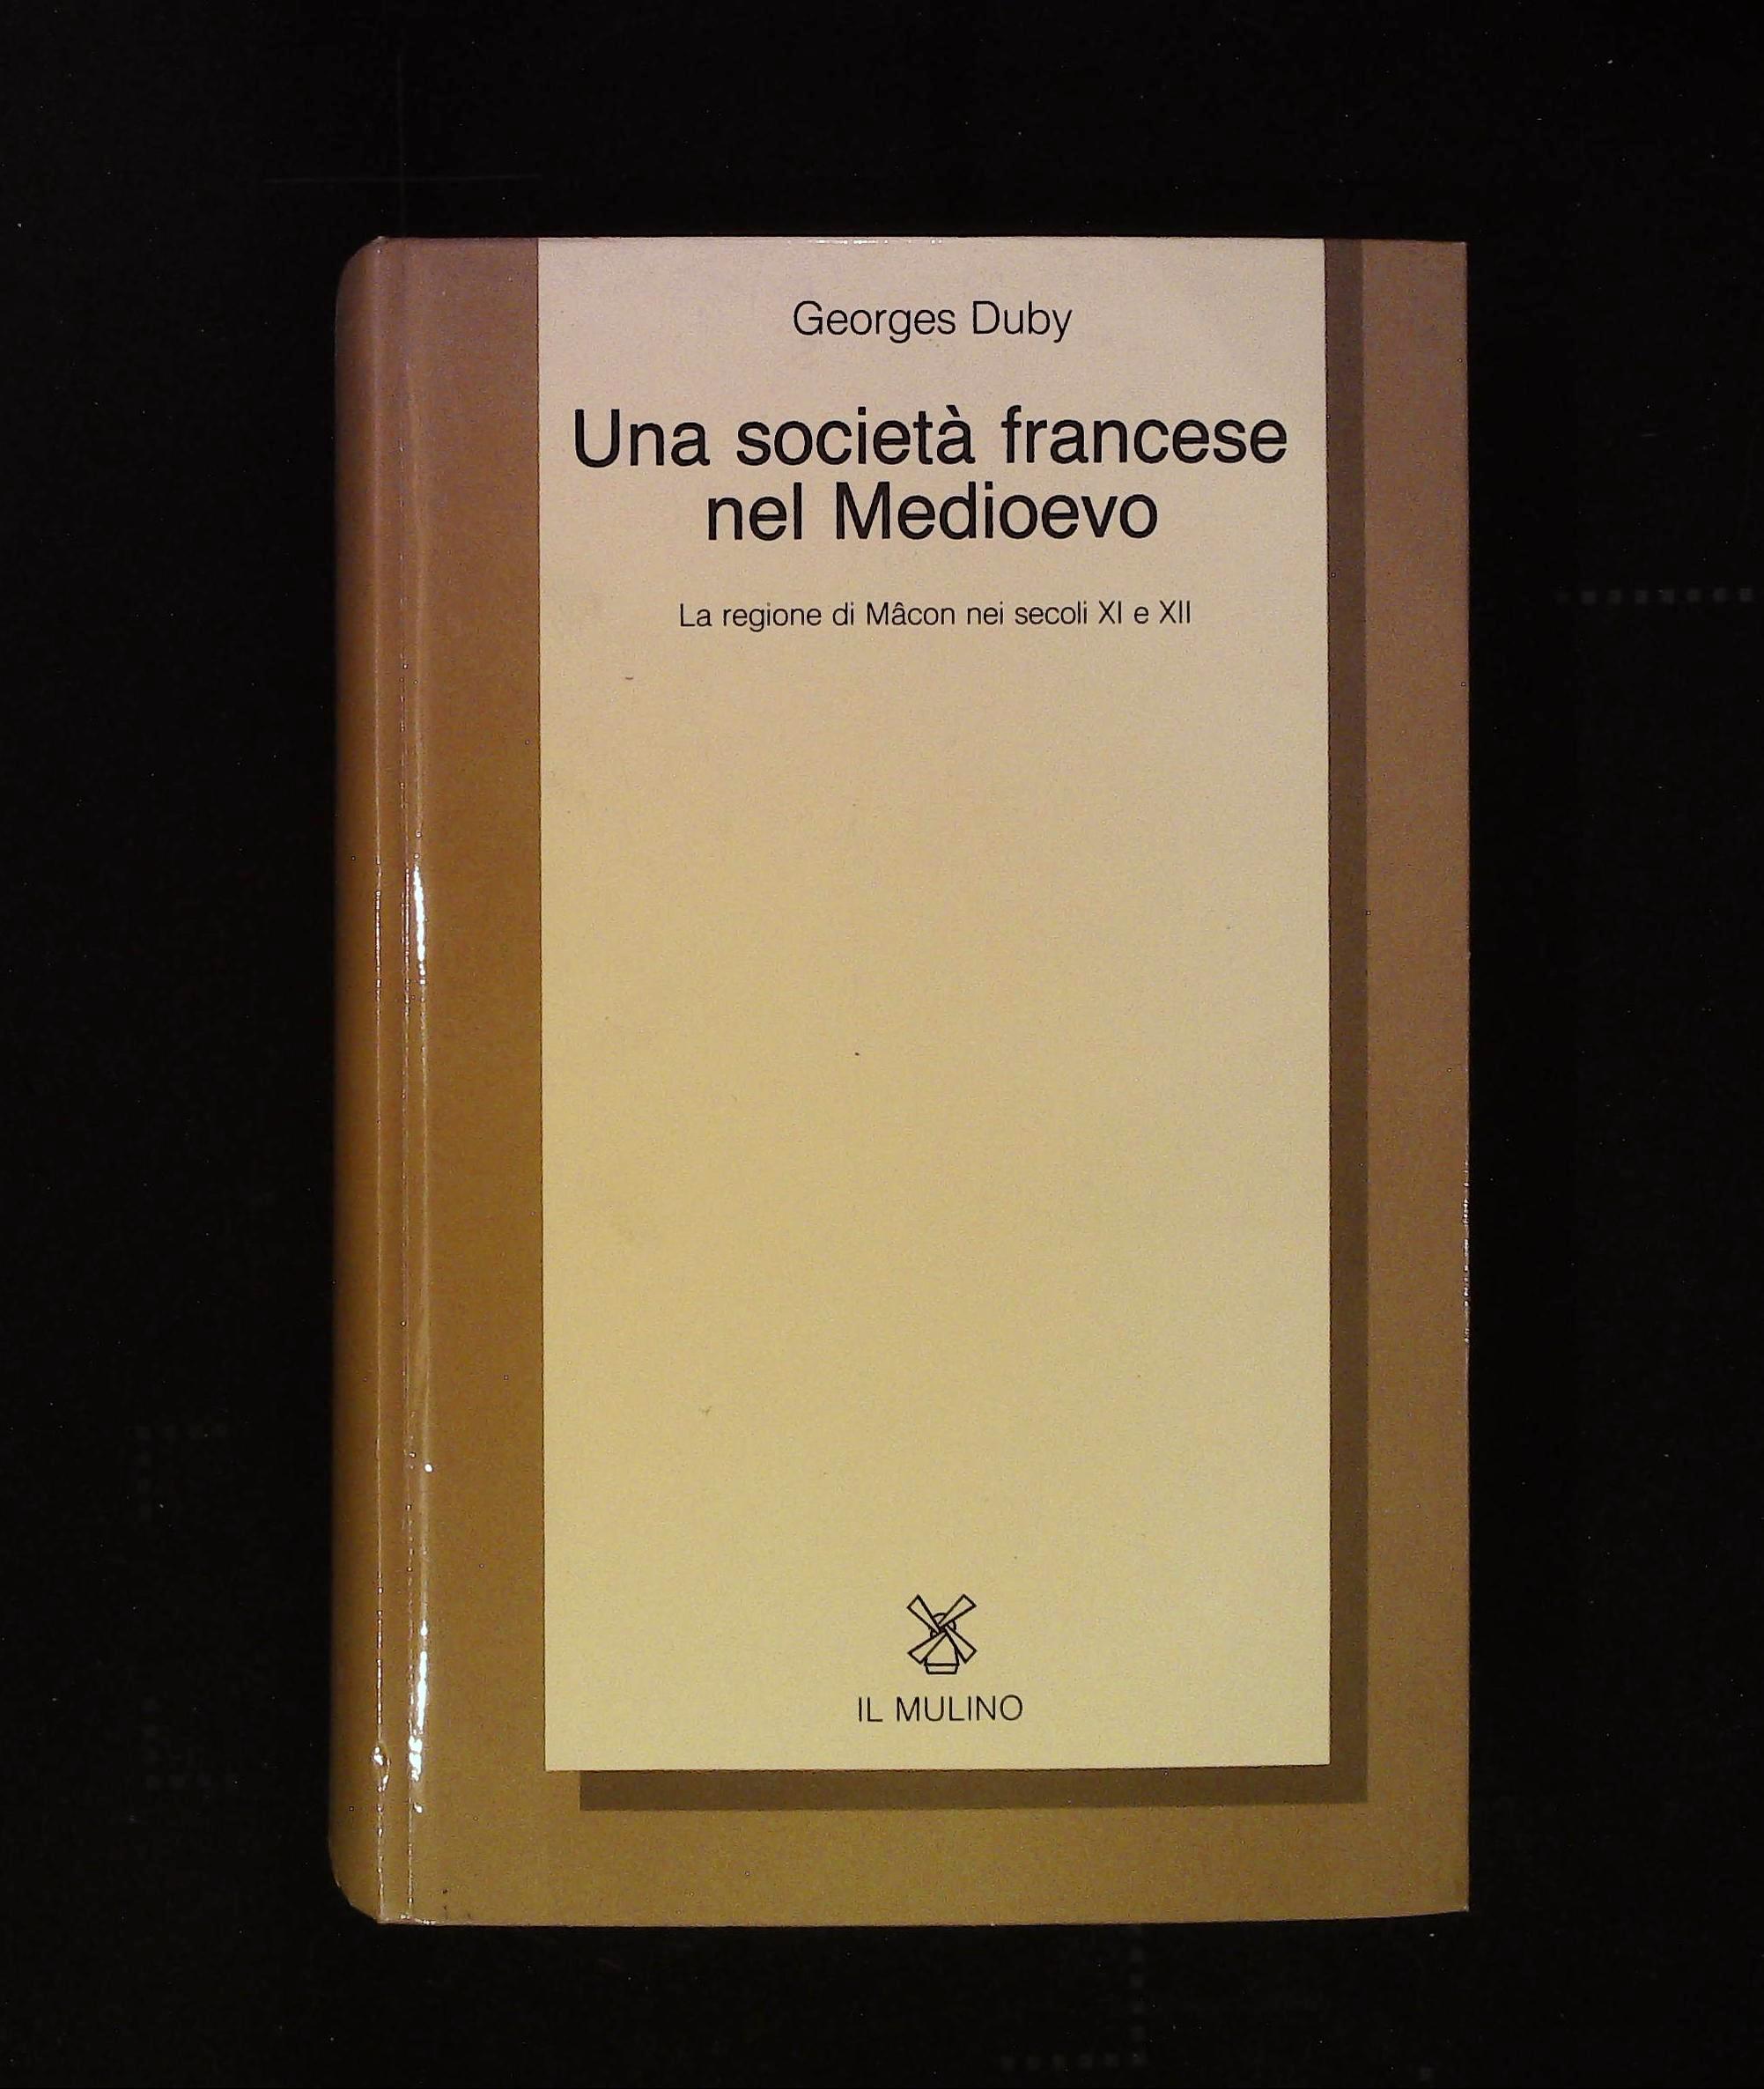 Georges Duby
Una società francese
nel Medioevo
La regione di Mâcon nei secoli XI e XII
IL MULINO